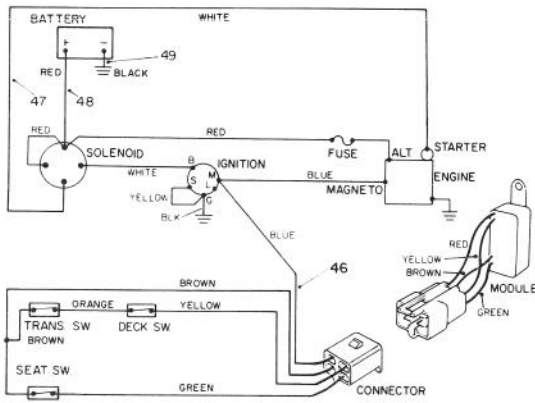 WHITE
BATTERY
+ −
49
RED
BLACK
47
48
RED
RED
SOLENOID
FUSE
ALT.
STARTER
WHITE
B
IGNITION
S
M
L
G
BLUE
MAGNETO
ENGINE
YELLOW
BLK
BLUE
RED
YELLOW
BROWN
MODULE
GREEN
46
BROWN
ORANGE
YELLOW
TRANS. SW.
DECK SW.
BROWN
SEAT SW.
GREEN
CONNECTOR